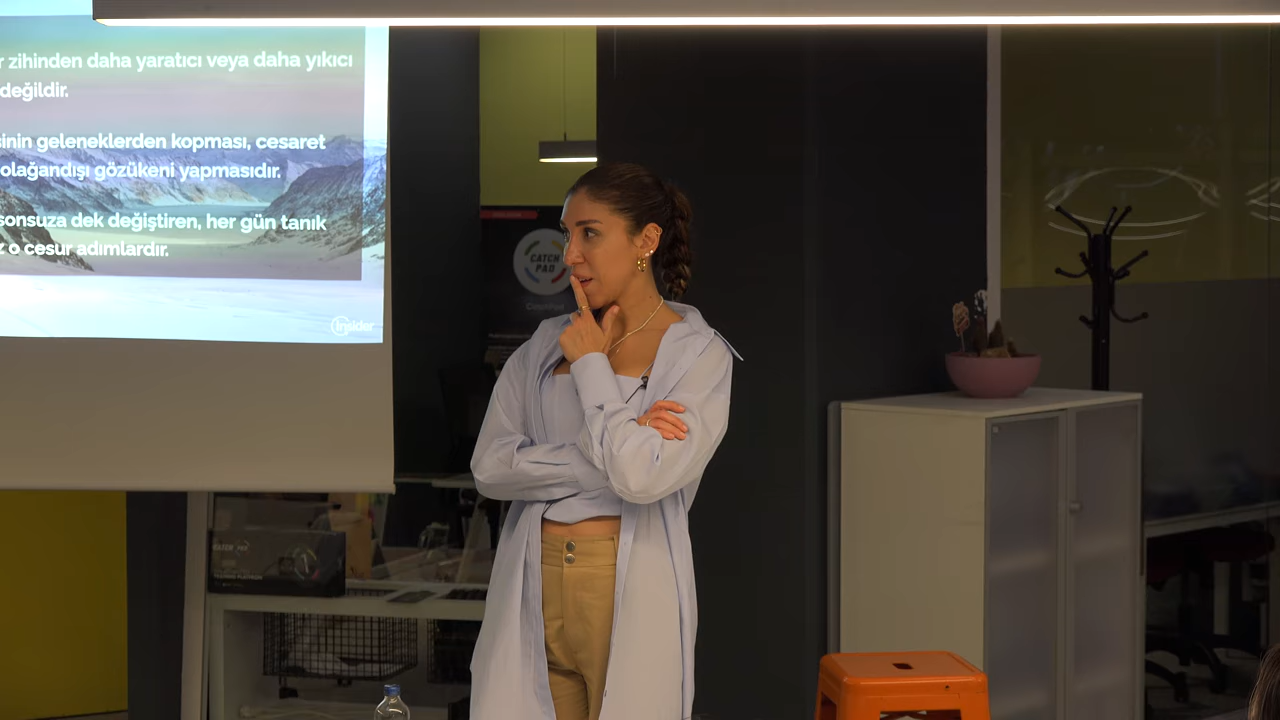 zihinden daha yaratıcı veya daha yıkıcı
değildir.
geleneklerden kopması, cesaret
olağandışı gözükeni yapmasıdır.
sonsuza dek değiştiren, her gün tanık
o cesur adımlardır.
insider
CATCH
PAD